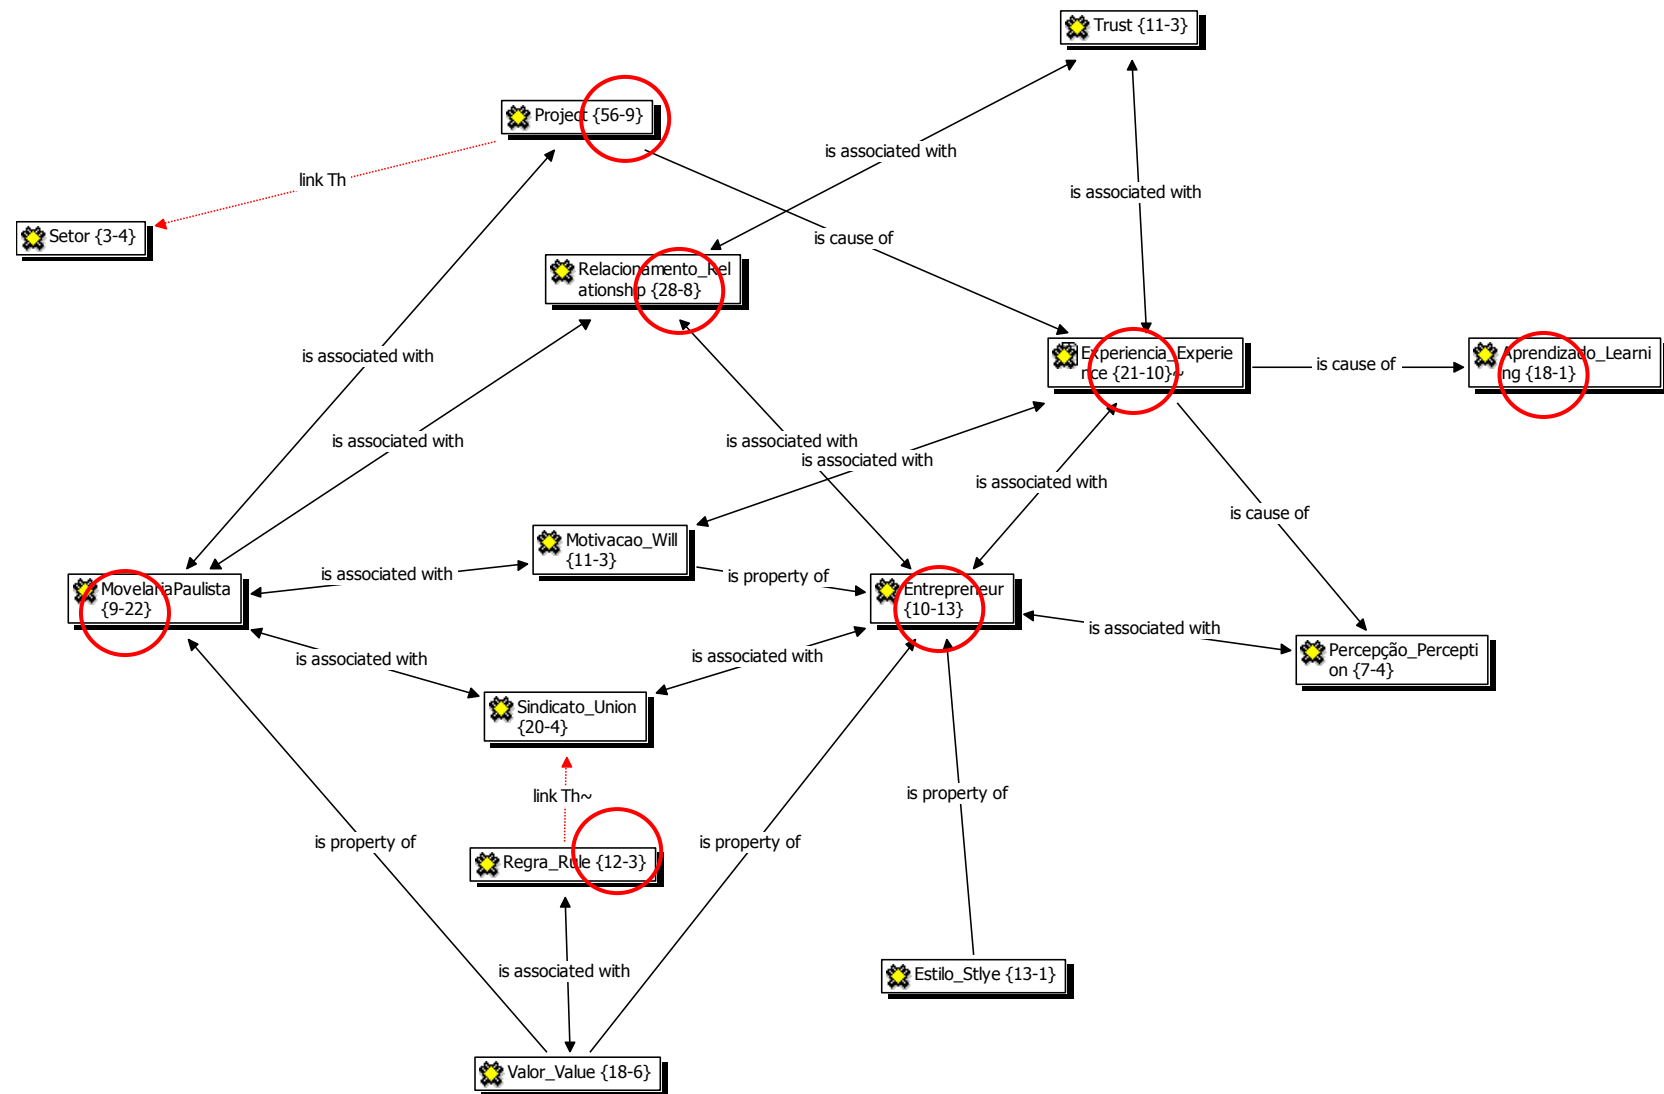 Trust {11-3}
Project {56-9}
is associated with
link Th
is associated with
Setor {3-4}
is cause of
Relacionamento_Rel
ationship {28-8}
is associated with
Experiencia_Experie
nce {21-10}~
is cause of
Aprendizado_Learni
ng {18-1}
is associated with
is associated with
is associated with
is associated with
is cause of
Motivacao_Will
{11-3}
is associated with
is property of
MovelariaPaulista
{9-22}
Entrepreneur
{10-13}
is associated with
is associated with
is associated with
Percepção_Percepti
on {7-4}
Sindicato_Union
{20-4}
link Th~
is property of
is property of
is property of
Regra_Rule {12-3}
is associated with
Estilo_Stlye {13-1}
Valor_Value {18-6}